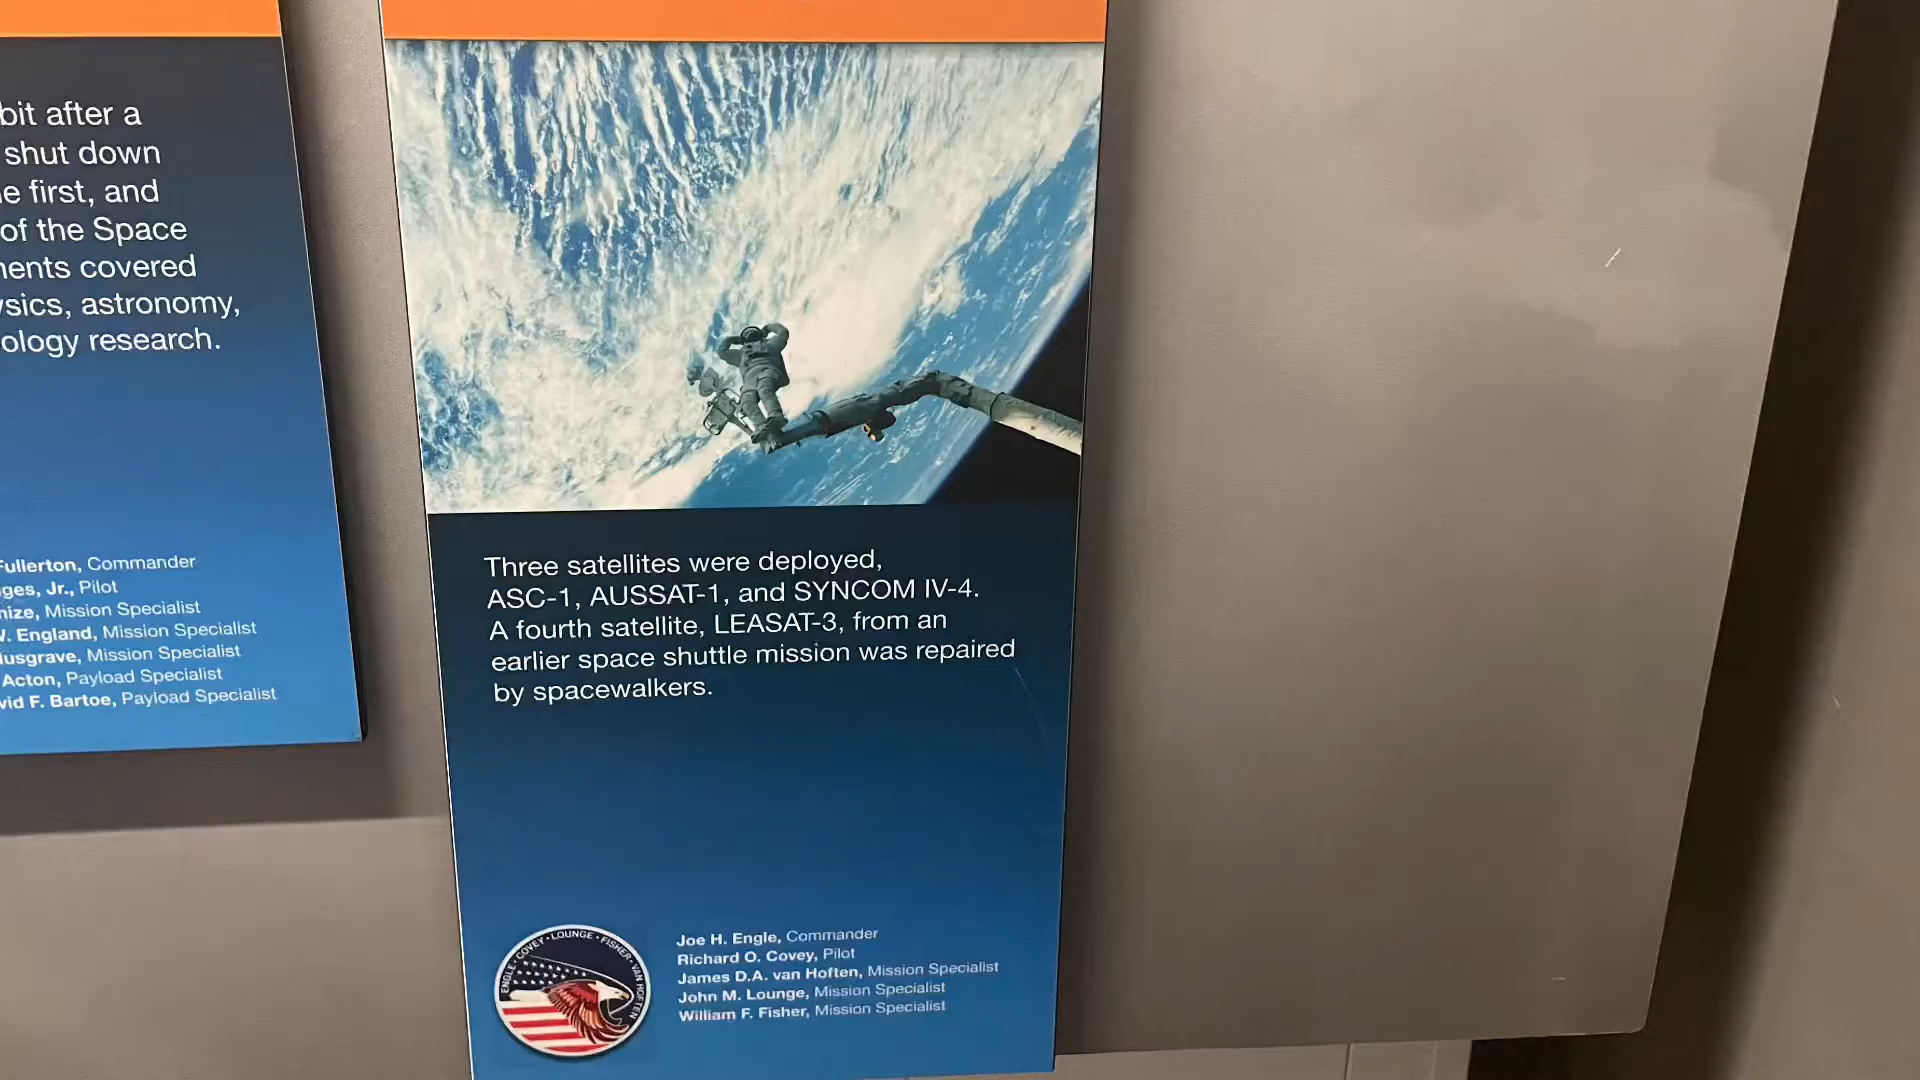 bit after a
shut down
e first, and
of the Space
ents covered
sics, astronomy,
ology research.
Fullerton, Commander
ges, Jr., Pilot
nize, Mission Specialist
W. England, Mission Specialist
usgrave, Mission Specialist
Acton, Payload Specialist
vid F. Bartoe, Payload Specialist
Three satellites were deployed,
ASC-1, AUSSAT-1, and SYNCOM IV-4.
A fourth satellite, LEASAT-3, from an
earlier space shuttle mission was repaired
by spacewalkers.
ENGLE · COVEY · LOUNGE · FISHER · VAN HOFTEN
Joe H. Engle, Commander
Richard O. Covey, Pilot
James D.A. van Hoften, Mission Specialist
John M. Lounge, Mission Specialist
William F. Fisher, Mission Specialist